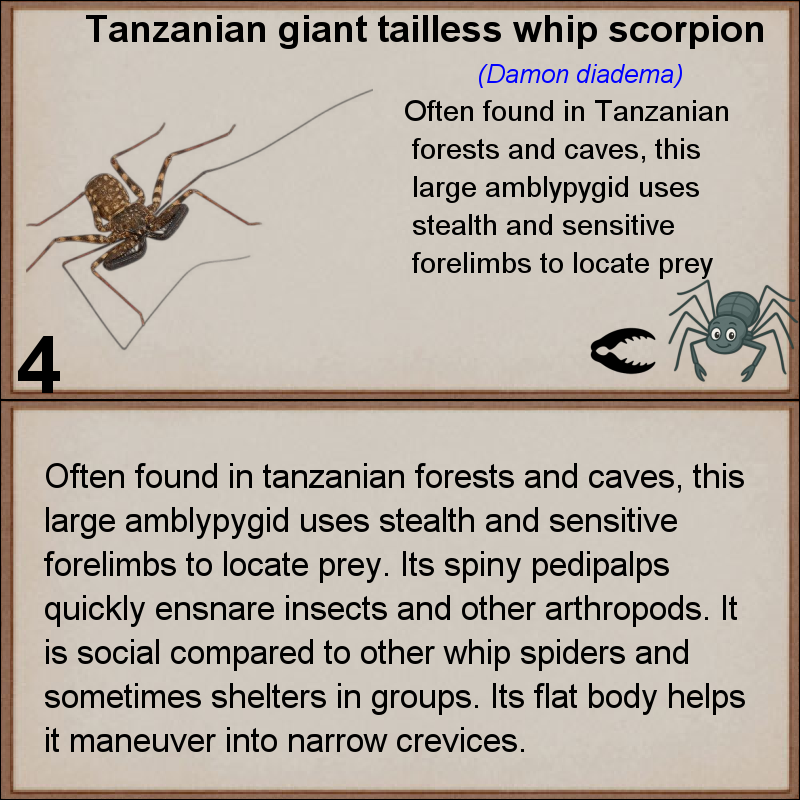 Tanzanian giant tailless whip scorpion
(Damon diadema)
Often found in Tanzanian
forests and caves, this
large amblypygid uses
stealth and sensitive
forelimbs to locate prey
4
Often found in tanzanian forests and caves, this
large amblypygid uses stealth and sensitive
forelimbs to locate prey. Its spiny pedipalps
quickly ensnare insects and other arthropods. It
is social compared to other whip spiders and
sometimes shelters in groups. Its flat body helps
it maneuver into narrow crevices.